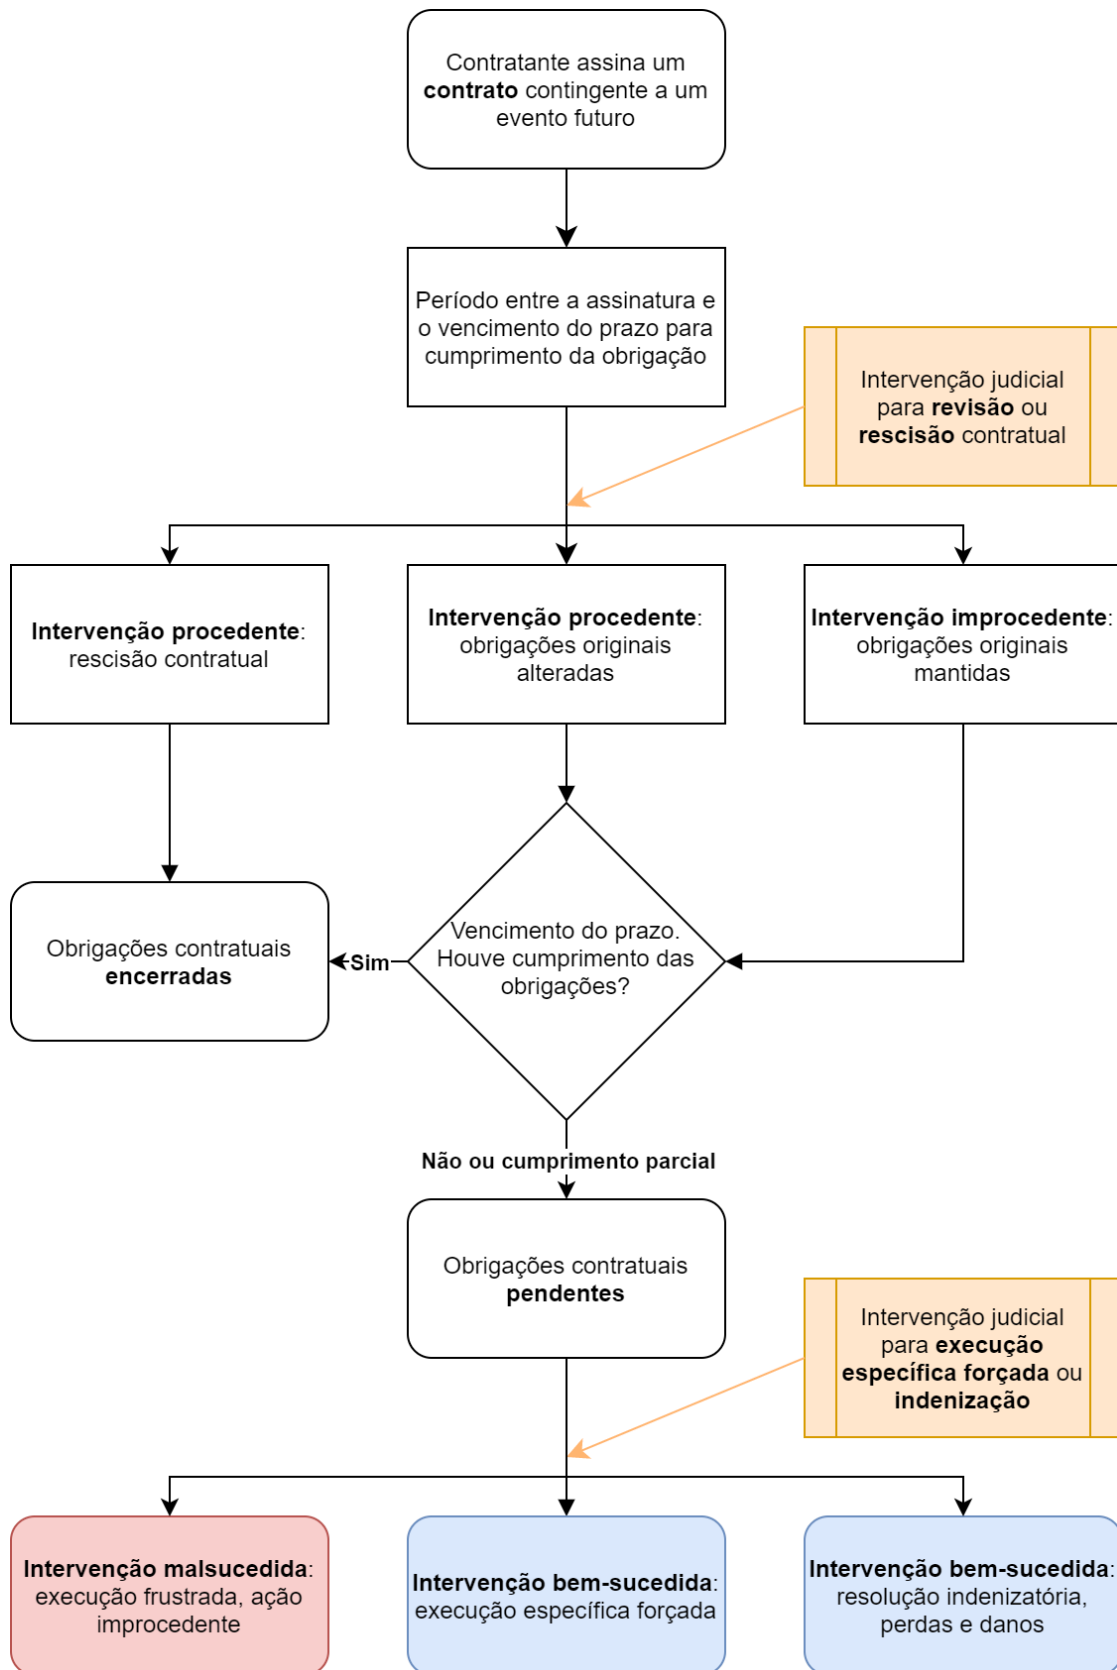 Contratante assina um
contrato contingente a um
evento futuro
Período entre a assinatura e
o vencimento do prazo para
cumprimento da obrigação
Intervenção judicial
para revisão ou
rescisão contratual
Intervenção procedente:
rescisão contratual
Intervenção procedente:
obrigações originais
alteradas
Intervenção improcedente:
obrigações originais
mantidas
Vencimento do prazo.
Houve cumprimento das
obrigações?
Sim
Obrigações contratuais
encerradas
Não ou cumprimento parcial
Obrigações contratuais
pendentes
Intervenção judicial
para execução
específica forçada ou
indenização
Intervenção malsucedida:
execução frustrada, ação
improcedente
Intervenção bem-sucedida:
execução específica forçada
Intervenção bem-sucedida:
resolução indenizatória,
perdas e danos